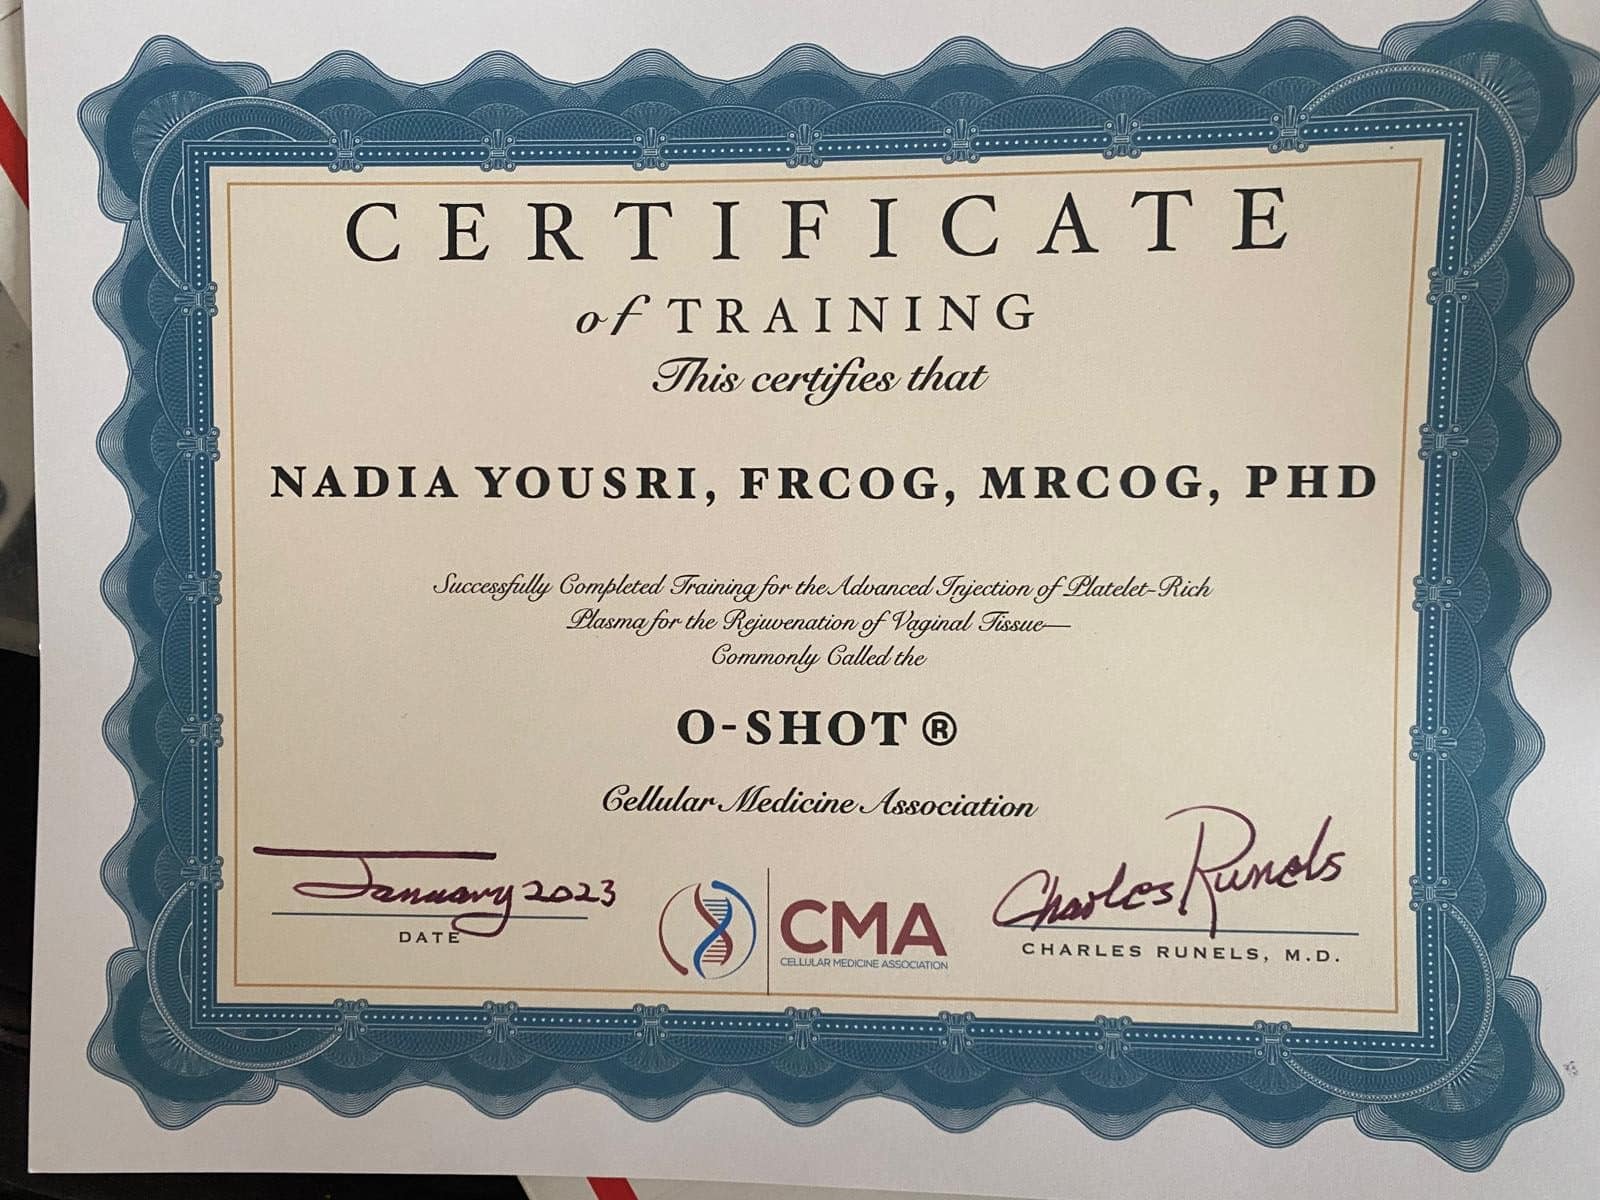 CERTIFICATE
of TRAINING
This certifies that
NADIA YOUSRI, FRCOG, MRCOG, PHD
Successfully Completed Training for the Advanced Injection of Platelet-Rich
Plasma for the Rejuvenation of Vaginal Tissue—
Commonly Called the
O-SHOT ®
Cellular Medicine Association
January 2023
DATE
CMA
CELLULAR MEDICINE ASSOCIATION
Charles Runels
CHARLES RUNELS, M.D.